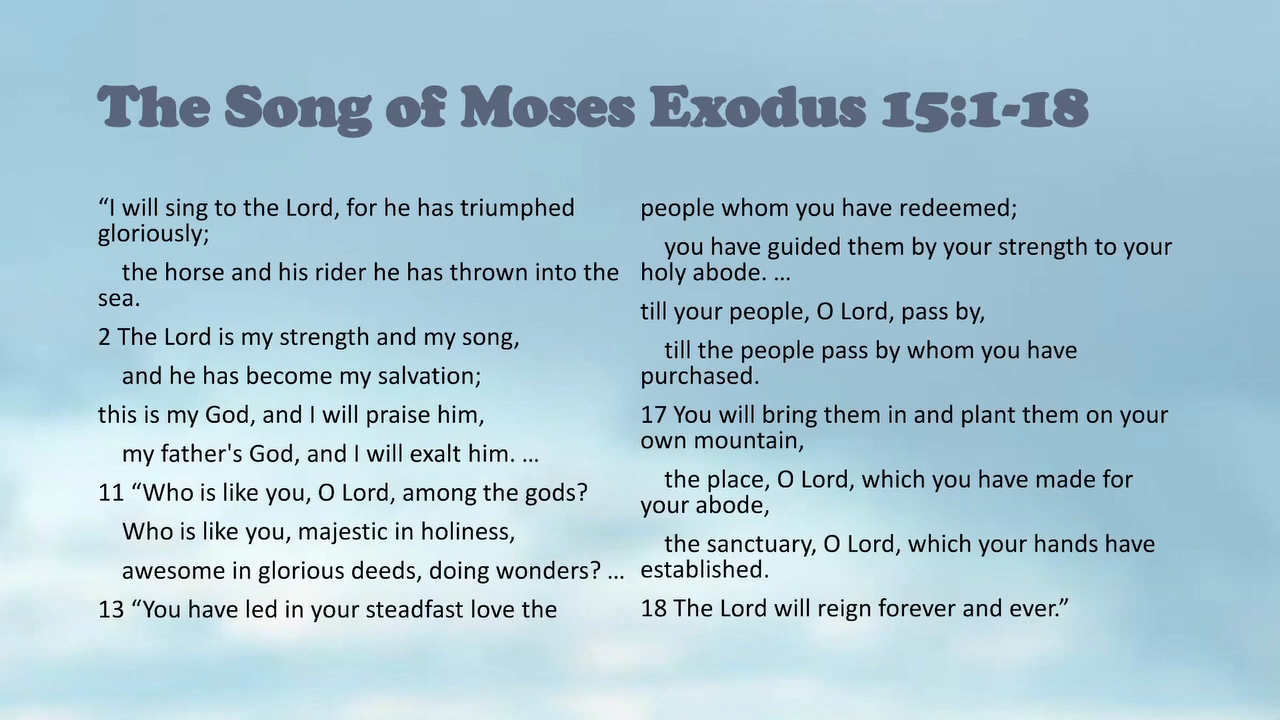 The Song of Moses Exodus 15:1-18
“I will sing to the Lord, for he has triumphed
gloriously;
the horse and his rider he has thrown into the
sea.
2 The Lord is my strength and my song,
and he has become my salvation;
this is my God, and I will praise him,
my father's God, and I will exalt him. …
11 “Who is like you, O Lord, among the gods?
Who is like you, majestic in holiness,
awesome in glorious deeds, doing wonders? …
13 “You have led in your steadfast love the
people whom you have redeemed;
you have guided them by your strength to your
holy abode. …
till your people, O Lord, pass by,
till the people pass by whom you have
purchased.
17 You will bring them in and plant them on your
own mountain,
the place, O Lord, which you have made for
your abode,
the sanctuary, O Lord, which your hands have
established.
18 The Lord will reign forever and ever.”